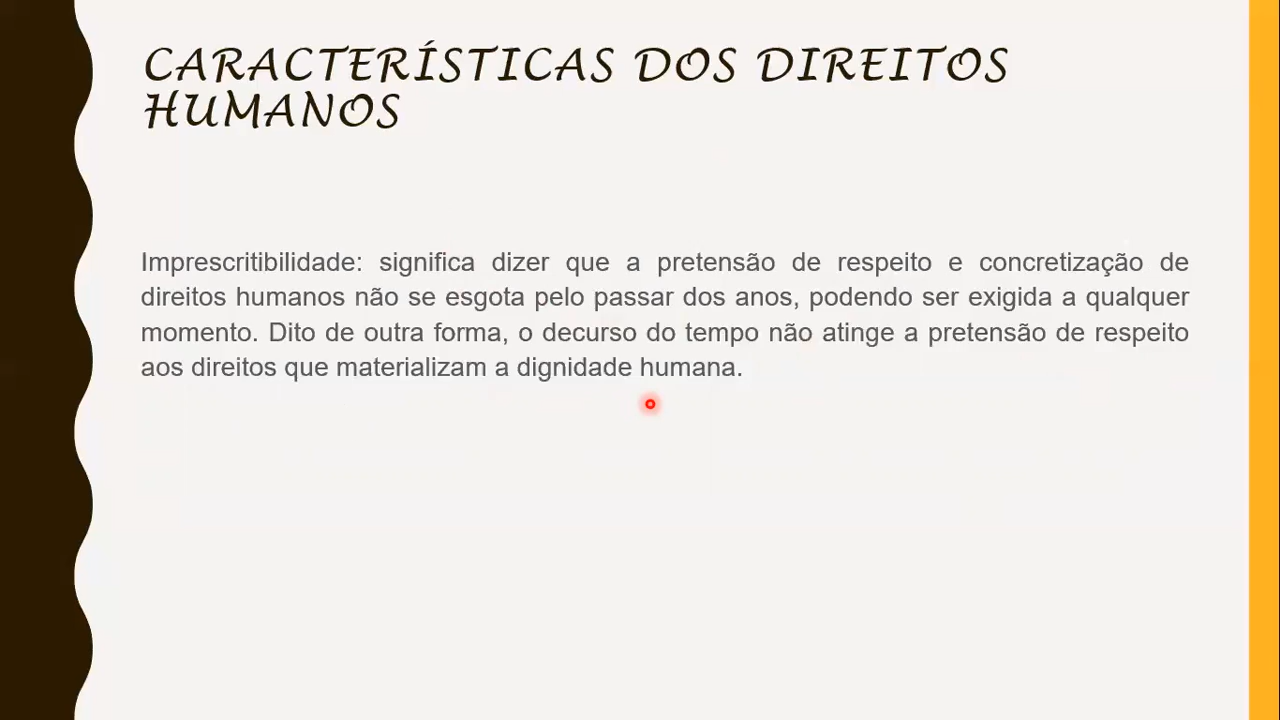 CARACTERÍSTICAS DOS DIREITOS
HUMANOS
Imprescritibilidade: significa dizer que a pretensão de respeito e concretização de
direitos humanos não se esgota pelo passar dos anos, podendo ser exigida a qualquer
momento. Dito de outra forma, o decurso do tempo não atinge a pretensão de respeito
aos direitos que materializam a dignidade humana.